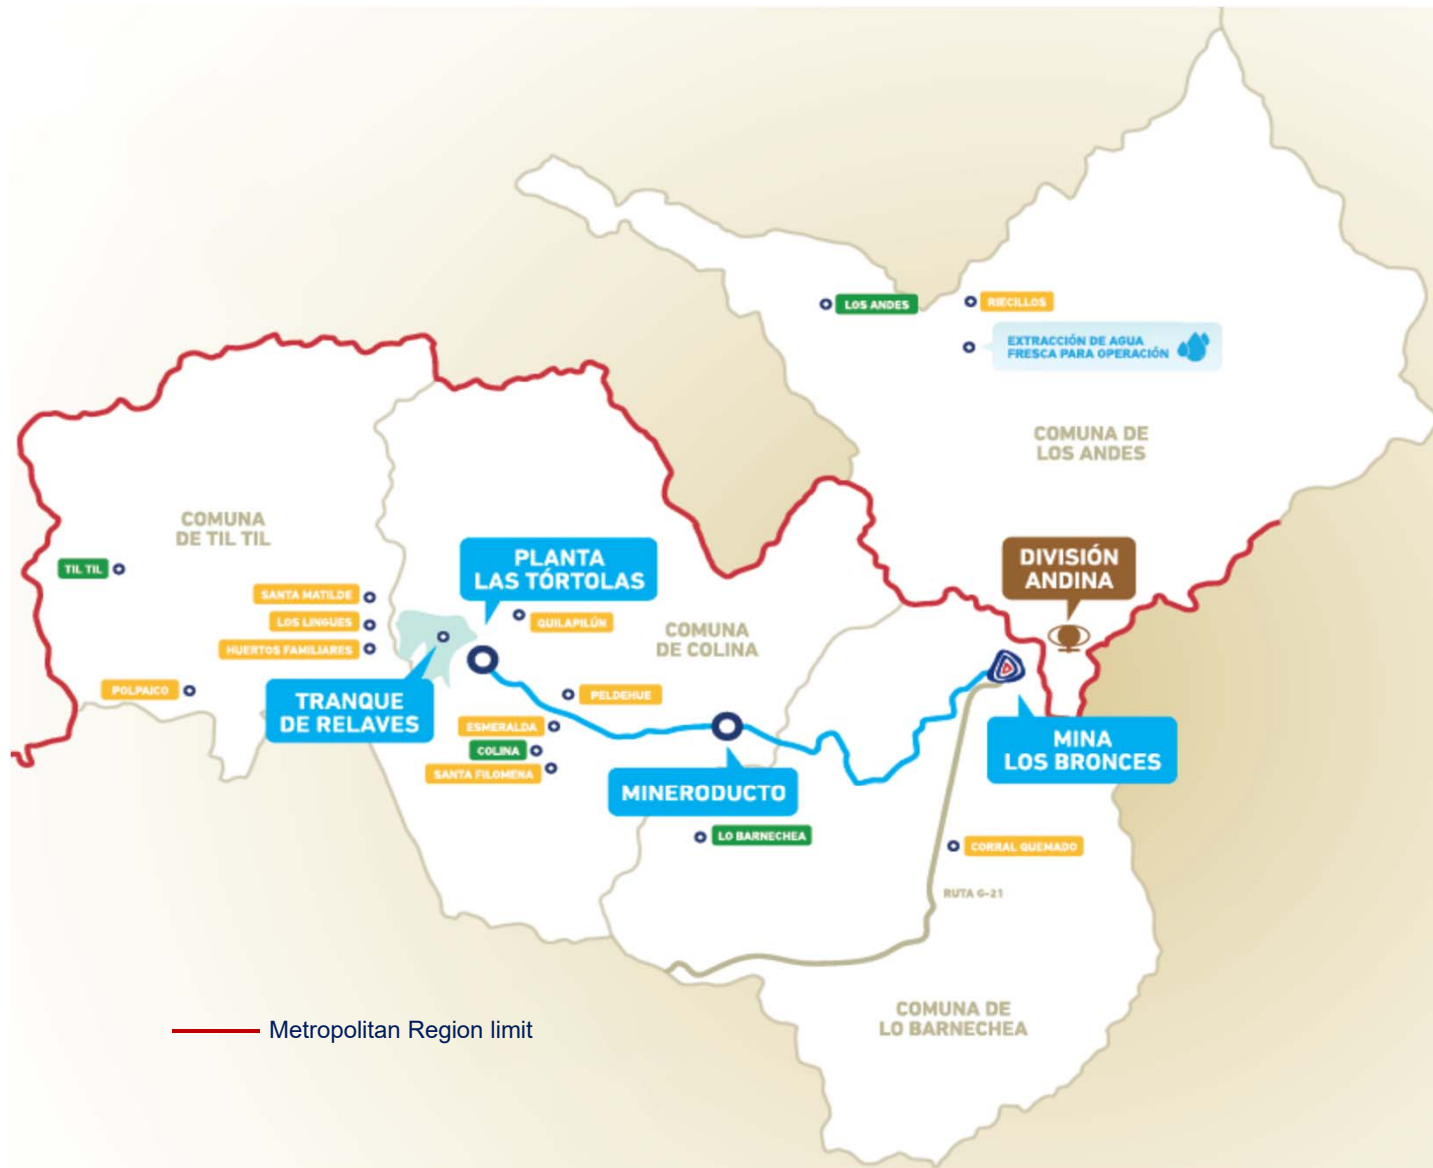 LOS ANDES
RIECILLOS
EXTRACCIÓN DE AGUA
FRESCA PARA OPERACIÓN
COMUNA DE
LOS ANDES
COMUNA
DE TIL TIL
TIL TIL
SANTA MATILDE
LOS LINGUES
HUERTOS FAMILIARES
POLPAICO
PLANTA
LAS TÓRTOLAS
QUILAPILÚN
COMUNA
DE COLINA
DIVISIÓN
ANDINA
TRANQUE
DE RELAVES
PELDEHUE
ESMERALDA
COLINA
SANTA FILOMENA
MINERODUCTO
MINA
LOS BRONCES
LO BARNECHEA
CORRAL QUEMADO
RUTA G-21
COMUNA DE
LO BARNECHEA
Metropolitan Region limit